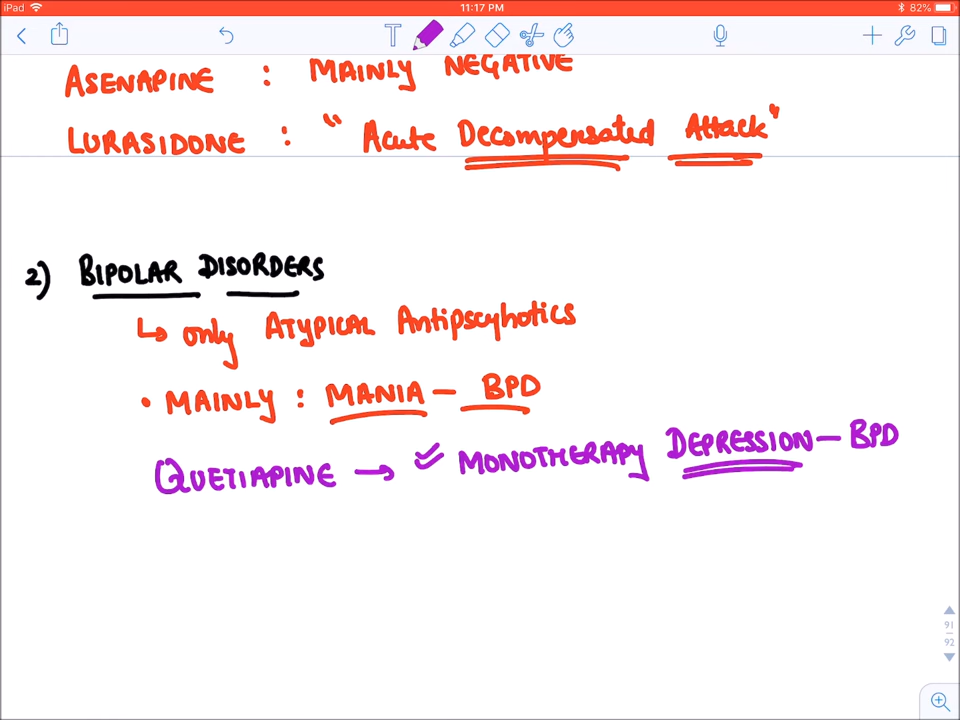 iPad 11:17 PM 82%
T
ASENAPINE : MAINLY NEGATIVE
LURASIDONE : "Acute Decompensated Attack"
2) BIPOLAR DISORDERS
↳ only ATYPICAL Antipscyhotics
• MAINLY : MANIA – BPD
QUETIAPINE → MONOTHERAPY DEPRESSION – BPD
91
92